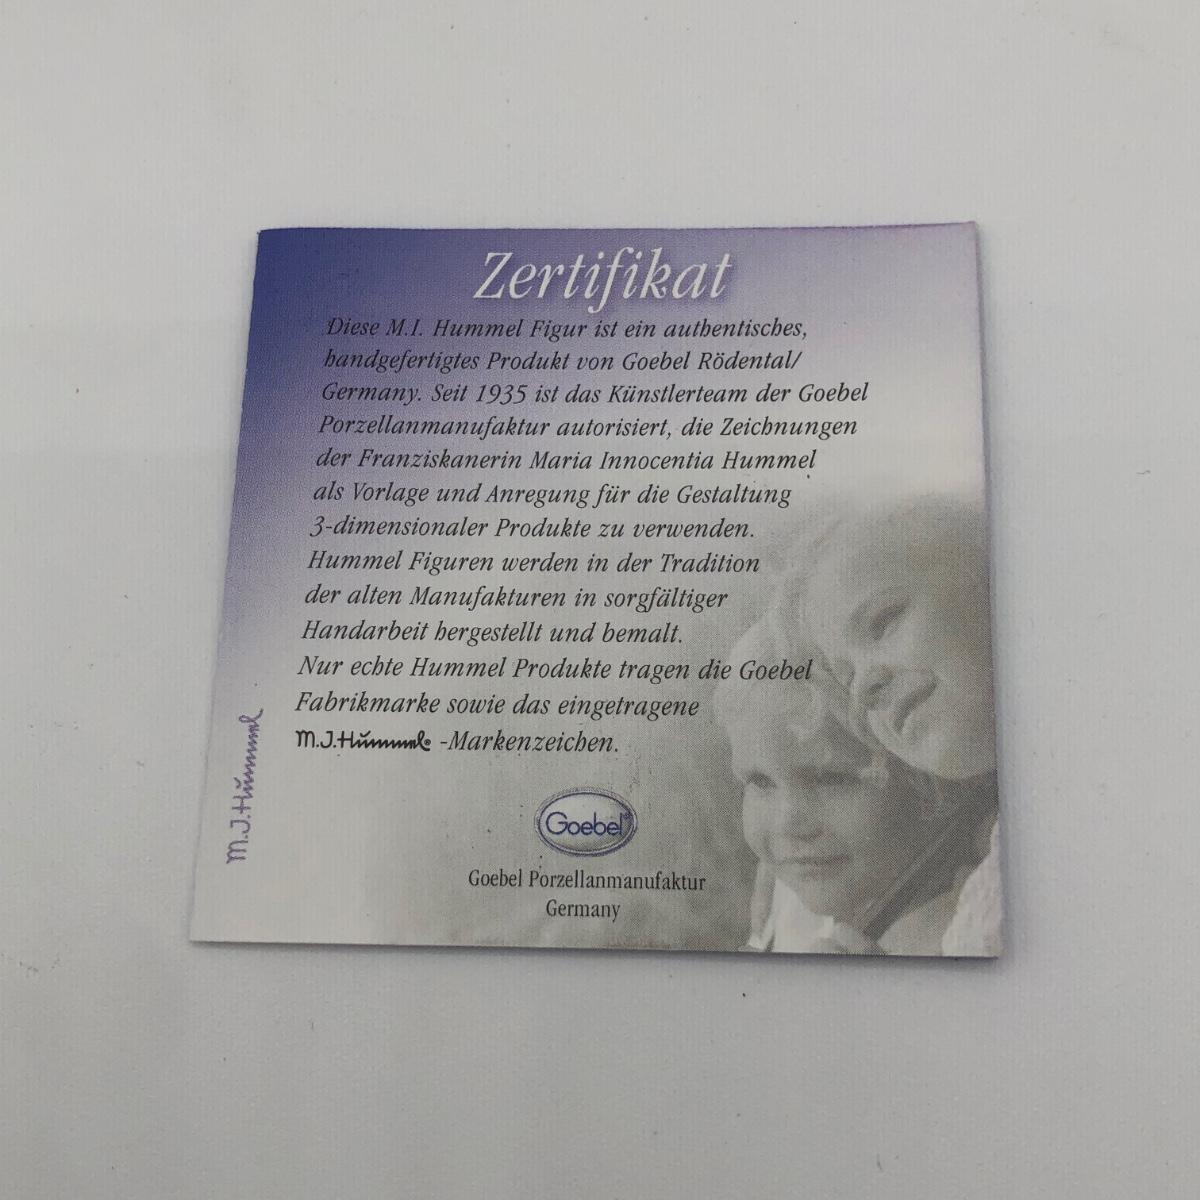 Zertifikat
Diese M.I. Hummel Figur ist ein authentisches,
handgefertigtes Produkt von Goebel Rödental/
Germany. Seit 1935 ist das Künstlerteam der Goebel
Porzellanmanufaktur autorisiert, die Zeichnungen
der Franziskanerin Maria Innocentia Hummel
als Vorlage und Anregung für die Gestaltung
3-dimensionaler Produkte zu verwenden.
Hummel Figuren werden in der Tradition
der alten Manufakturen in sorgfältiger
Handarbeit hergestellt und bemalt.
Nur echte Hummel Produkte tragen die Goebel
Fabrikmarke sowie das eingetragene
M.J.Hummel® -Markenzeichen.
M.J.Hummel
Goebel®
Goebel Porzellanmanufaktur
Germany